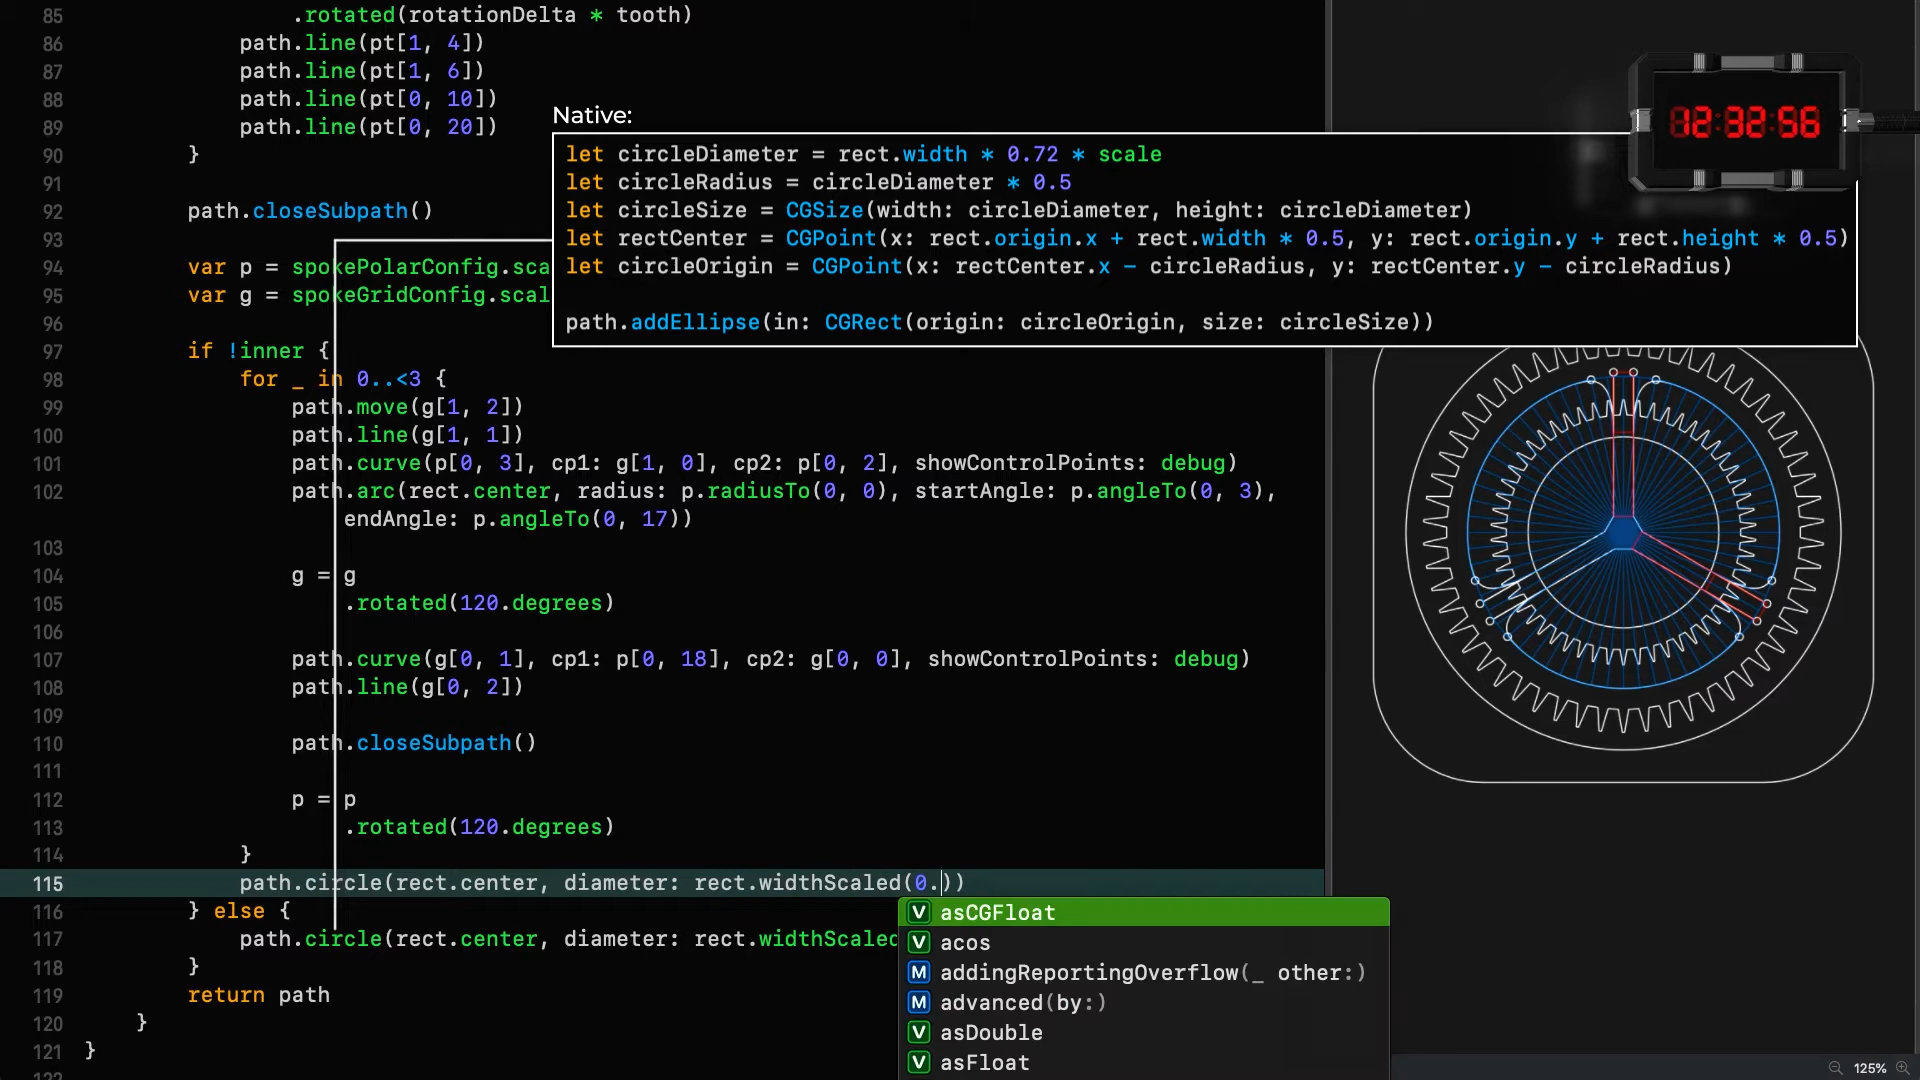 85 .rotated(rotationDelta * tooth)
86 path.line(pt[1, 4])
87 path.line(pt[1, 6])
88 path.line(pt[0, 10])
89 path.line(pt[0, 20])
90 }
91
92 path.closeSubpath()
93
94 var p = spokePolarConfig.sca
95 var g = spokeGridConfig.scal
96
97 if !inner {
98 for _ in 0..<3 {
99 path.move(g[1, 2])
100 path.line(g[1, 1])
101 path.curve(p[0, 3], cp1: g[1, 0], cp2: p[0, 2], showControlPoints: debug)
102 path.arc(rect.center, radius: p.radiusTo(0, 0), startAngle: p.angleTo(0, 3),
endAngle: p.angleTo(0, 17))
103
104 g = g
105 .rotated(120.degrees)
106
107 path.curve(g[0, 1], cp1: p[0, 18], cp2: g[0, 0], showControlPoints: debug)
108 path.line(g[0, 2])
109
110 path.closeSubpath()
111
112 p = p
113 .rotated(120.degrees)
114 }
115 path.circle(rect.center, diameter: rect.widthScaled(0.))
116 } else {
117 path.circle(rect.center, diameter: rect.widthScaled
118 }
119 return path
120 }
121 }
Native:
let circleDiameter = rect.width * 0.72 * scale
let circleRadius = circleDiameter * 0.5
let circleSize = CGSize(width: circleDiameter, height: circleDiameter)
let rectCenter = CGPoint(x: rect.origin.x + rect.width * 0.5, y: rect.origin.y + rect.height * 0.5)
let circleOrigin = CGPoint(x: rectCenter.x - circleRadius, y: rectCenter.y - circleRadius)
path.addEllipse(in: CGRect(origin: circleOrigin, size: circleSize))
12:32:56
V asCGFloat
V acos
M addingReportingOverflow(_ other:)
M advanced(by:)
V asDouble
V asFloat
125%